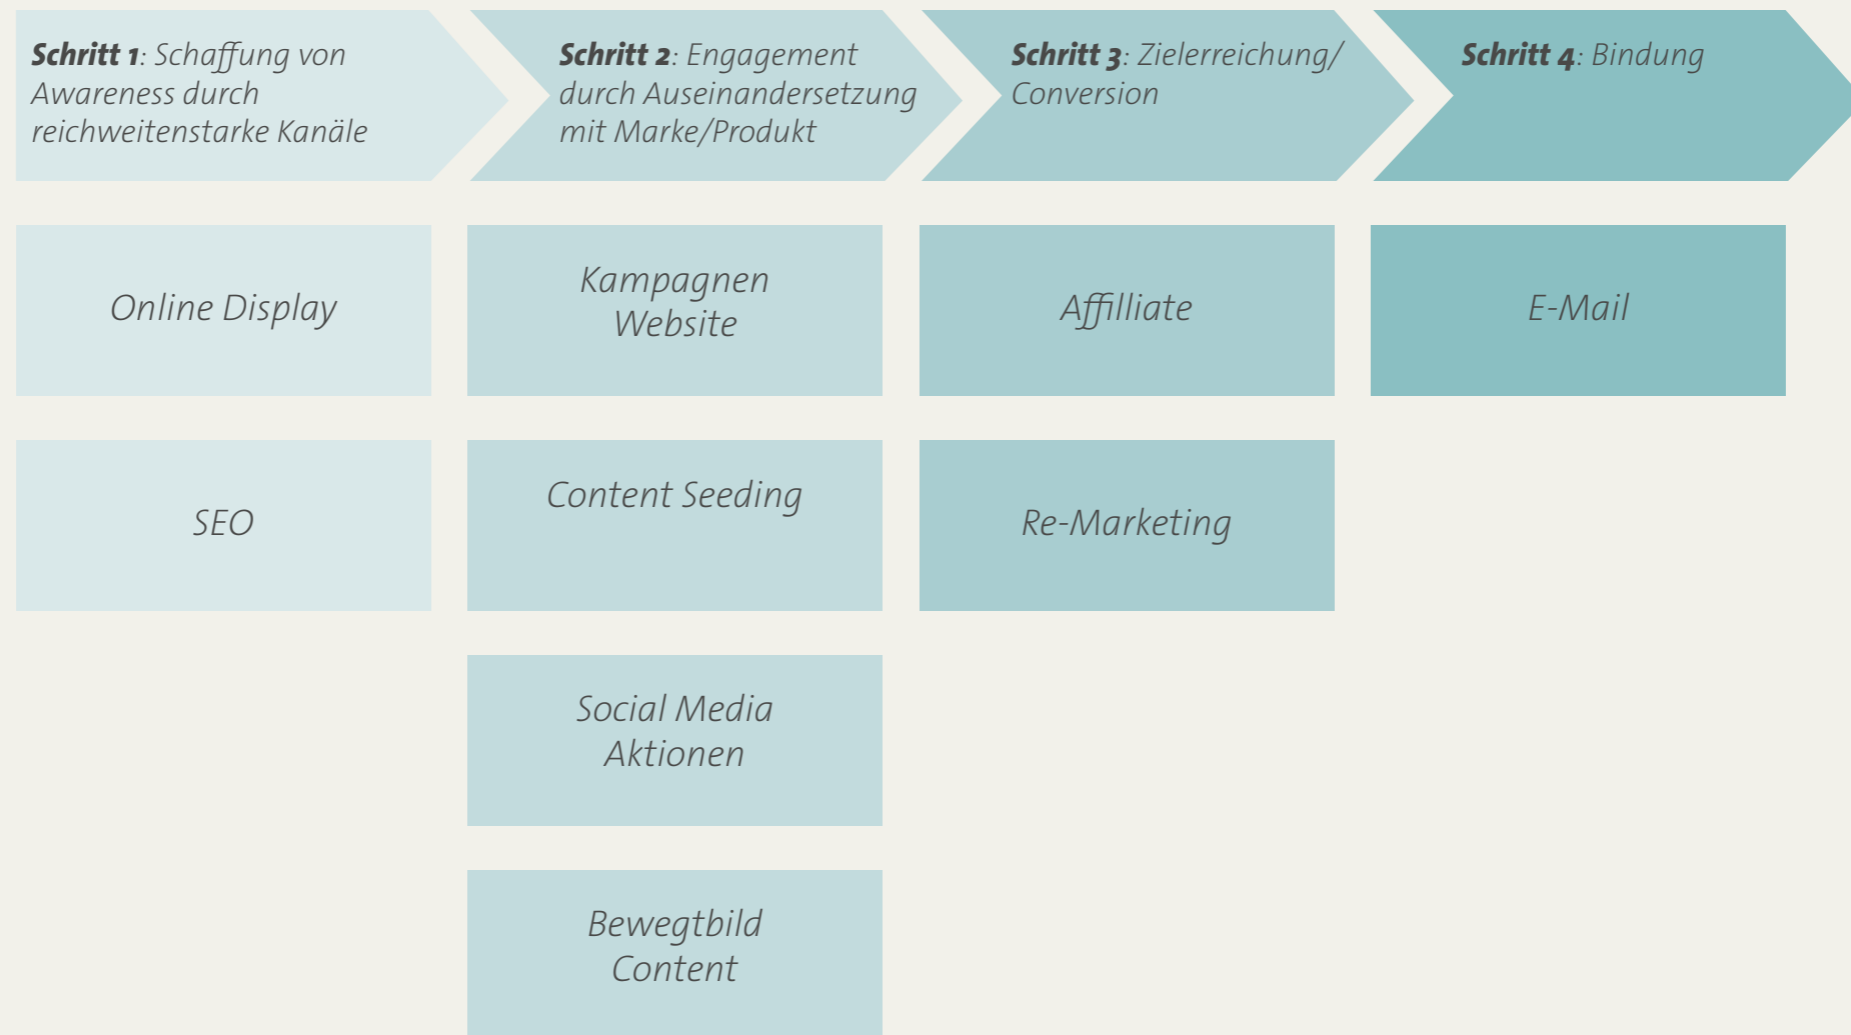 Schritt 1: Schaffung von
Awareness durch
reichweitenstarke Kanäle
Schritt 2: Engagement
durch Auseinandersetzung
mit Marke/Produkt
Schritt 3: Zielerreichung/
Conversion
Schritt 4: Bindung
Online Display
Kampagnen
Website
Affilliate
E-Mail
SEO
Content Seeding
Re-Marketing
Social Media
Aktionen
Bewegtbild
Content